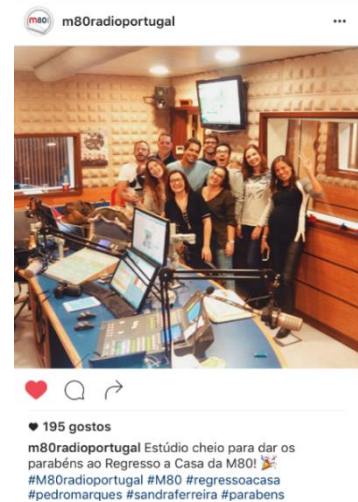 m80
m80radioportugal
195 gostos
m80radioportugal Estúdio cheio para dar os
parabéns ao Regresso a Casa da M80!
#M80radioportugal #M80 #regressoacasa
#pedromarques #sandraferreira #parabens